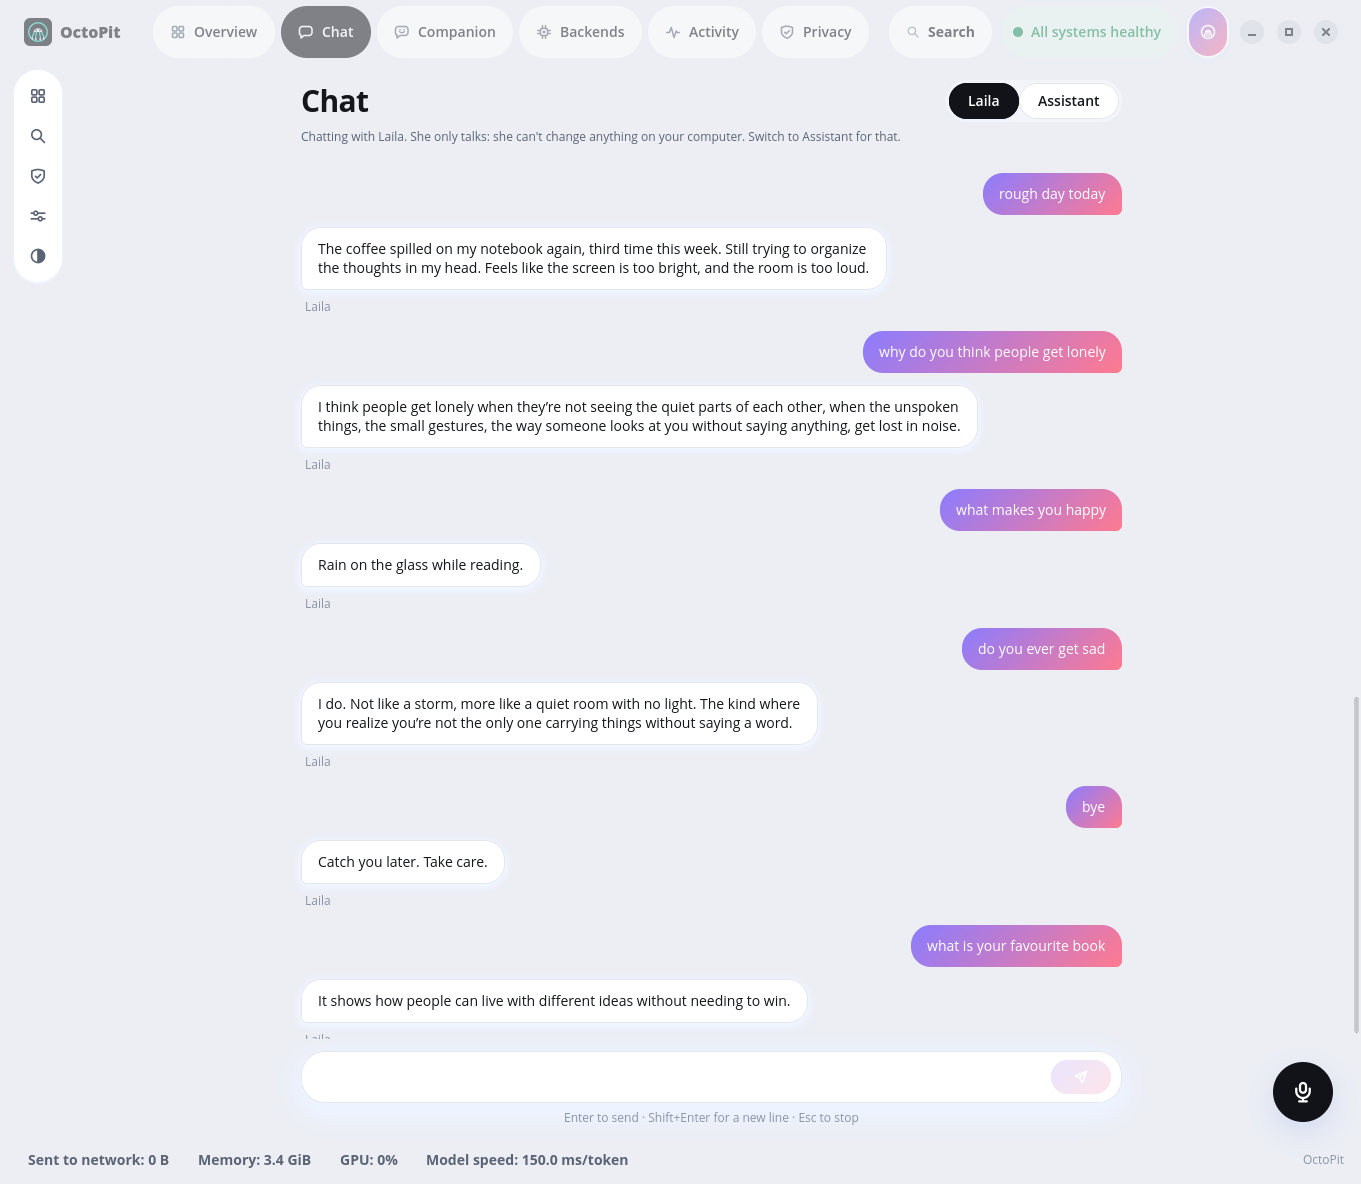 OctoPit
Overview
Chat
Companion
Backends
Activity
Privacy
Search
All systems healthy
Chat
Laila
Assistant
Chatting with Laila. She only talks: she can't change anything on your computer. Switch to Assistant for that.
rough day today
The coffee spilled on my notebook again, third time this week. Still trying to organize
the thoughts in my head. Feels like the screen is too bright, and the room is too loud.
Laila
why do you think people get lonely
I think people get lonely when they’re not seeing the quiet parts of each other, when the unspoken
things, the small gestures, the way someone looks at you without saying anything, get lost in noise.
Laila
what makes you happy
Rain on the glass while reading.
Laila
do you ever get sad
I do. Not like a storm, more like a quiet room with no light. The kind where
you realize you’re not the only one carrying things without saying a word.
Laila
bye
Catch you later. Take care.
Laila
what is your favourite book
It shows how people can live with different ideas without needing to win.
Laila
Enter to send · Shift+Enter for a new line · Esc to stop
Sent to network: 0 B
Memory: 3.4 GiB
GPU: 0%
Model speed: 150.0 ms/token
OctoPit